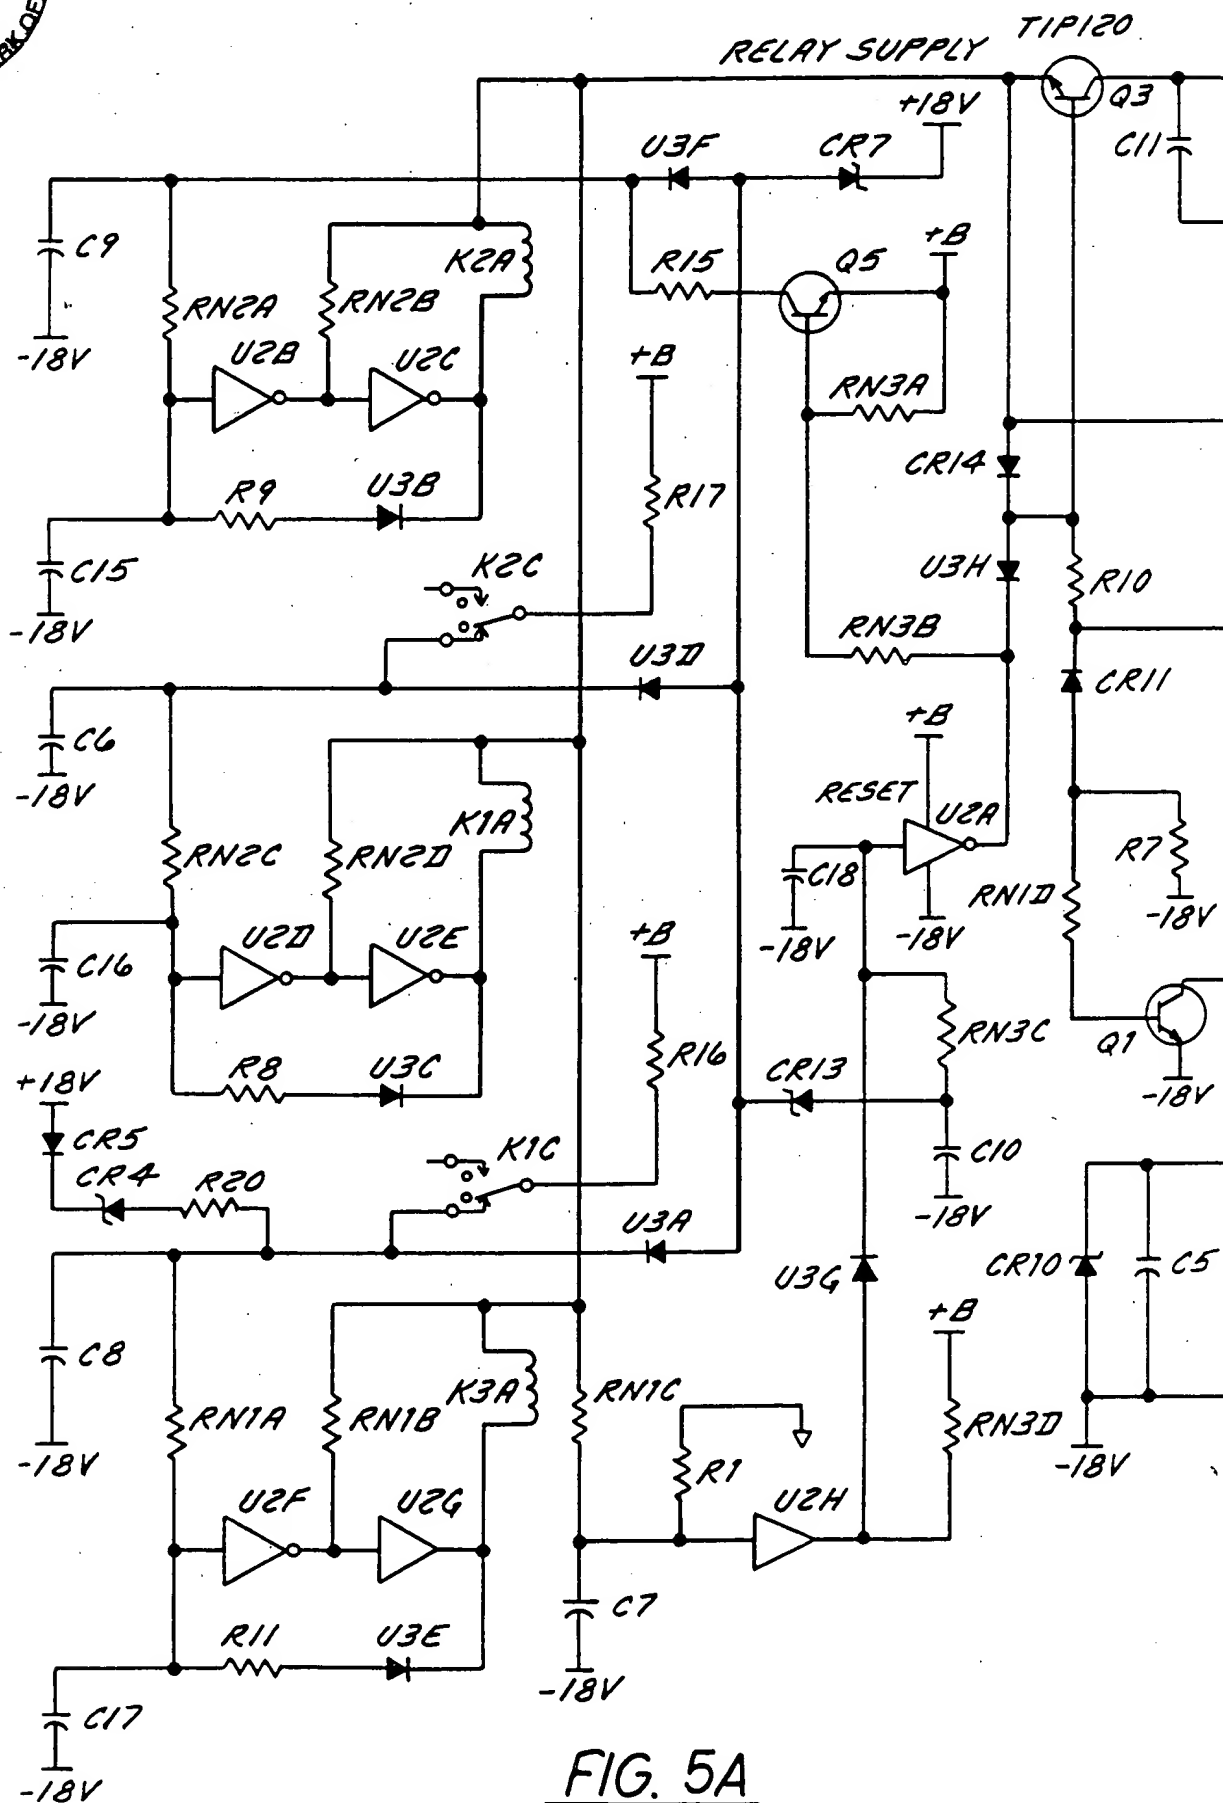 RK OF
TIP120
RELAY SUPPLY
Q3
+18V
C11
U3F
CR7
+B
C9
K2A
R15
Q5
RN2A
RN2B
-18V
U2B
U2C
+B
RN3A
R9
U3B
R17
CR14
C15
K2C
U3H
R10
-18V
RN3B
U3D
CR11
C6
+B
-18V
RESET
U2A
K1A
RN2C
RN2D
C18
R7
RN1D
-18V
-18V
-18V
U2D
U2E
+B
C16
-18V
RN3C
Q1
R8
U3C
R16
CR13
+18V
-18V
CR5
K1C
C10
CR4
R20
-18V
U3A
CR10
C5
U3G
+B
C8
K3A
RN1C
RN1A
RN1B
RN3D
-18V
R1
-18V
U2F
U2G
U2H
C7
R11
U3E
-18V
C17
-18V
FIG. 5A